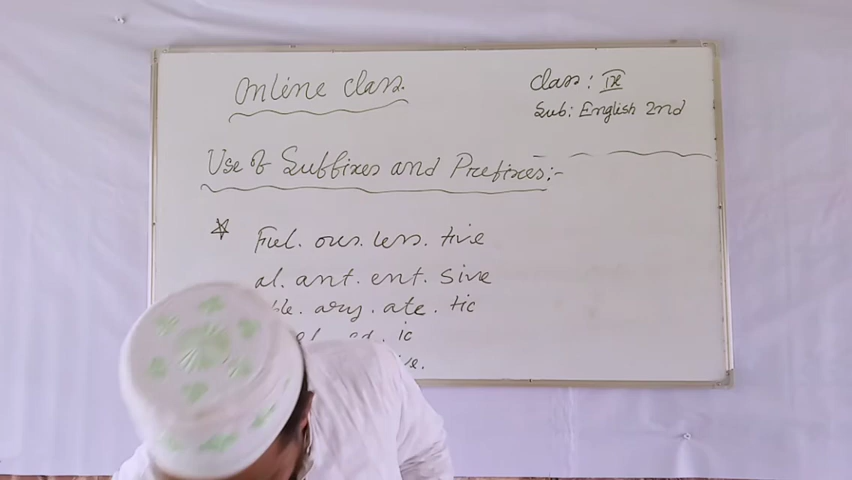 Online class.
Class: IX
Sub: English 2nd
Use of Suffixes and Prefixes:-
Ful. ous. less. tive
al. ant. ent. sive
ary. ate. tic
ic